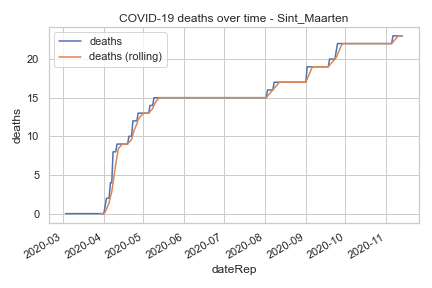 COVID-19 deaths over time - Sint_Maarten
deaths
deaths (rolling)
deaths
20
15
10
5
0
2020-03
2020-04
2020-05
2020-06
2020-07
2020-08
2020-09
2020-10
2020-11
dateRep